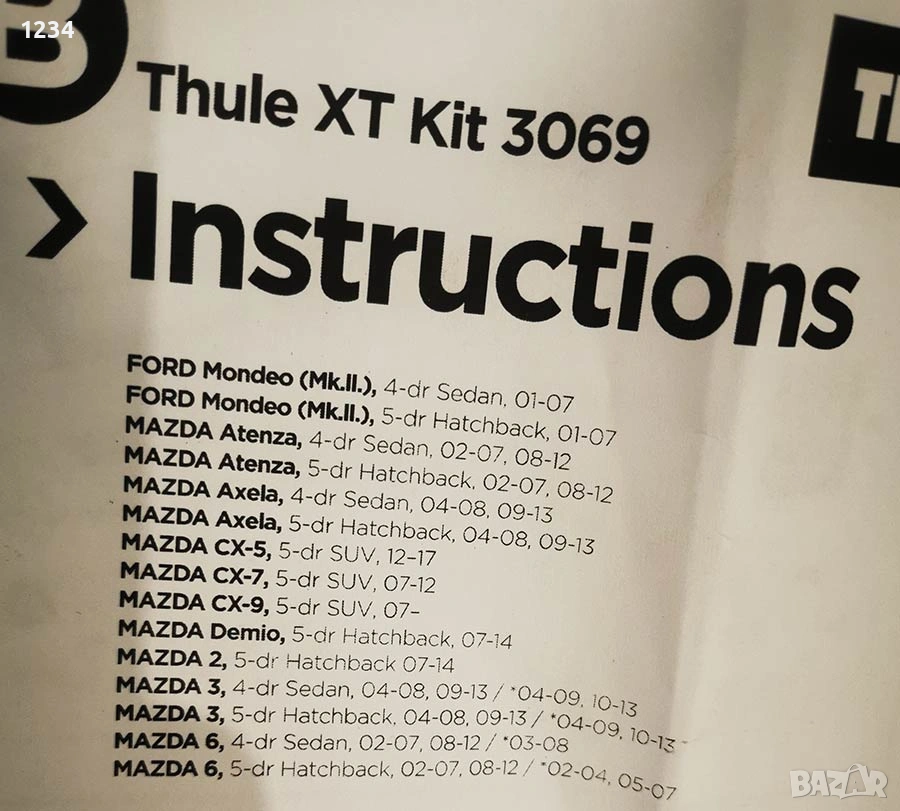 1234
B
Thule XT Kit 3069
Instructions
FORD Mondeo (Mk.II.), 4-dr Sedan, 01-07
FORD Mondeo (Mk.II.), 5-dr Hatchback, 01-07
MAZDA Atenza, 4-dr Sedan, 02-07, 08-12
MAZDA Atenza, 5-dr Hatchback, 02-07, 08-12
MAZDA Axela, 4-dr Sedan, 04-08, 09-13
MAZDA Axela, 5-dr Hatchback, 04-08, 09-13
MAZDA CX-5, 5-dr SUV, 12-17
MAZDA CX-7, 5-dr SUV, 07-12
MAZDA CX-9, 5-dr SUV, 07–
MAZDA Demio, 5-dr Hatchback, 07-14
MAZDA 2, 5-dr Hatchback 07-14
MAZDA 3, 4-dr Sedan, 04-08, 09-13 / *04-09, 10-13
MAZDA 3, 5-dr Hatchback, 04-08, 09-13 / *04-09, 10-13
MAZDA 6, 4-dr Sedan, 02-07, 08-12 / *03-08
MAZDA 6, 5-dr Hatchback, 02-07, 08-12 / *02-04, 05-07
BAZAR